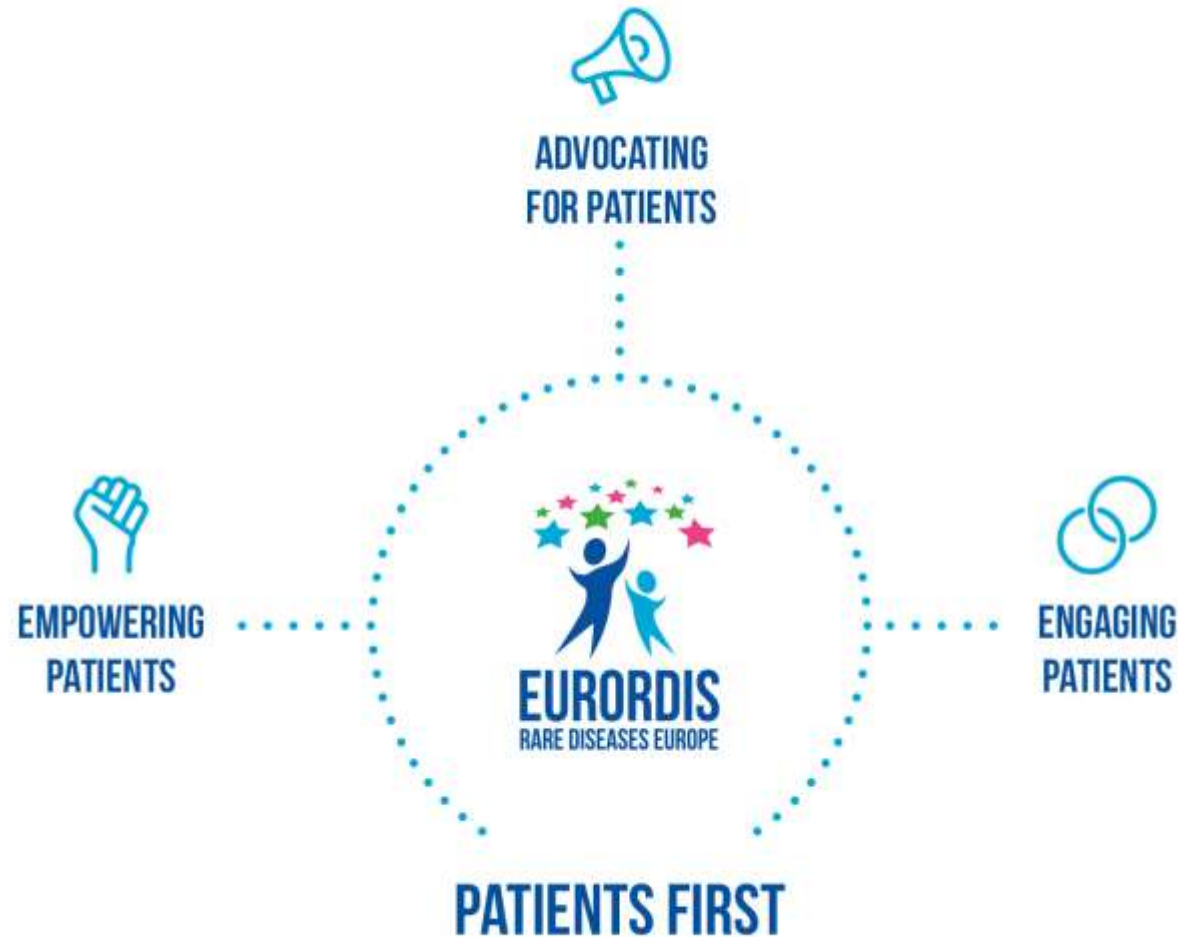 ADVOCATING
FOR PATIENTS
EMPOWERING
PATIENTS
EURORDIS
RARE DISEASES EUROPE
ENGAGING
PATIENTS
PATIENTS FIRST